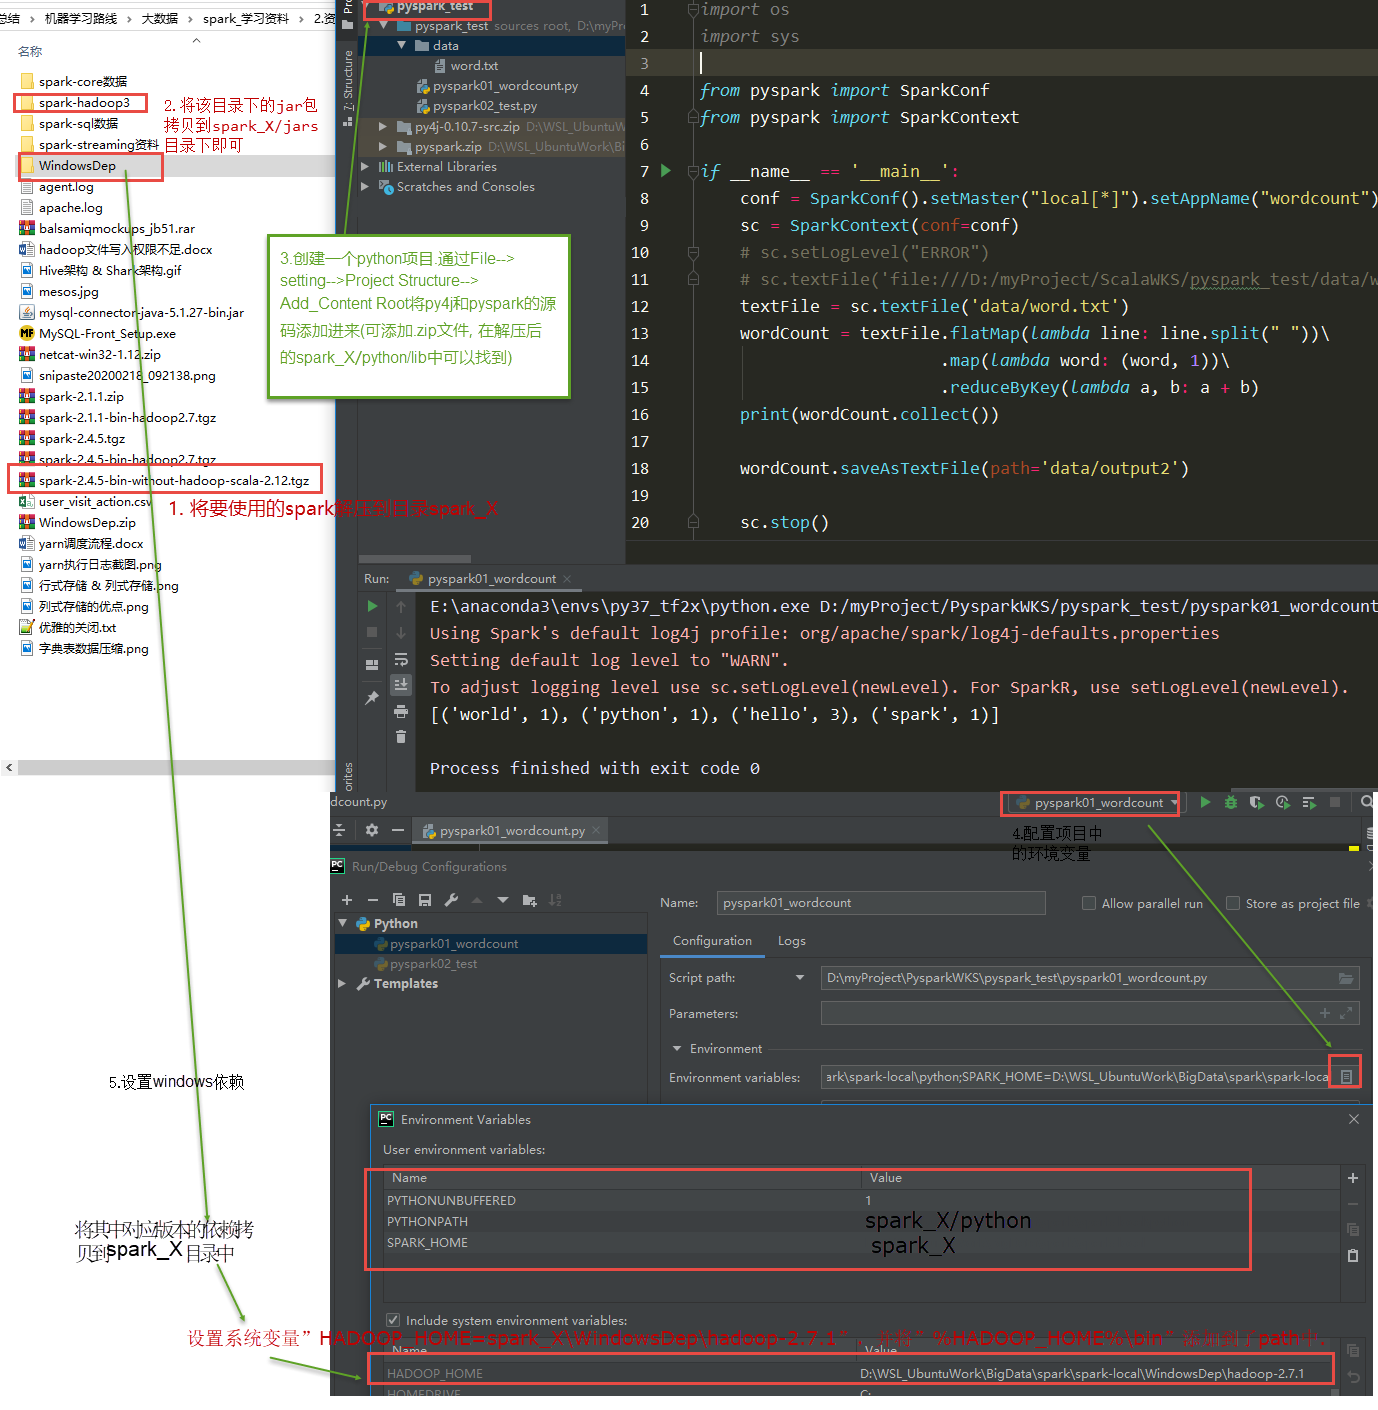 总结 > 机器学习路线 > 大数据 > spark_学习资料 > 2.资
名称
spark-core数据
spark-hadoop3
spark-sql数据
spark-streaming资料
WindowsDep
agent.log
apache.log
balsamiqmockups_jb51.rar
hadoop文件写入权限不足.docx
Hive架构 & Shark架构.gif
mesos.jpg
mysql-connector-java-5.1.27-bin.jar
MySQL-Front_Setup.exe
netcat-win32-1.12.zip
snipaste20200218_092138.png
spark-2.1.1.zip
spark-2.1.1-bin-hadoop2.7.tgz
spark-2.4.5.tgz
spark-2.4.5-bin-hadoop2.7.tgz
spark-2.4.5-bin-without-hadoop-scala-2.12.tgz
user_visit_action.csv
WindowsDep.zip
yarn调度流程.docx
yarn执行日志截图.png
行式存储 & 列式存储.png
列式存储的优点.png
优雅的关闭.txt
字典表数据压缩.png
2. 将该目录下的jar包
拷贝到spark_X/jars
目录下即可
1. 将要使用的spark解压到目录spark_X
7: Structure
pyspark_test
pyspark_test sources root, D:\myPro
data
word.txt
pyspark01_wordcount.py
pyspark02_test.py
py4j-0.10.7-src.zip D:\WSL_UbuntuW
pyspark.zip D:\WSL_UbuntuWork\Big
External Libraries
Scratches and Consoles
3.创建一个python项目.通过File-->
setting-->Project Structure-->
Add_Content Root将py4j和pyspark的源
码添加进来(可添加.zip文件, 在解压后
的spark_X/python/lib中可以找到)
1 import os
2 import sys
3
4 from pyspark import SparkConf
5 from pyspark import SparkContext
6
7 if __name__ == '__main__':
8 conf = SparkConf().setMaster("local[*]").setAppName("wordcount")
9 sc = SparkContext(conf=conf)
10 # sc.setLogLevel("ERROR")
11 # sc.textFile('file:///D:/myProject/ScalaWKS/pyspark_test/data/w
12 textFile = sc.textFile('data/word.txt')
13 wordCount = textFile.flatMap(lambda line: line.split(" "))\
14 .map(lambda word: (word, 1))\
15 .reduceByKey(lambda a, b: a + b)
16 print(wordCount.collect())
17
18 wordCount.saveAsTextFile(path='data/output2')
19
20 sc.stop()
Run: pyspark01_wordcount
E:\anaconda3\envs\py37_tf2x\python.exe D:/myProject/PysparkWKS/pyspark_test/pyspark01_wordcount
Using Spark's default log4j profile: org/apache/spark/log4j-defaults.properties
Setting default log level to "WARN".
To adjust logging level use sc.setLogLevel(newLevel). For SparkR, use setLogLevel(newLevel).
[('world', 1), ('python', 1), ('hello', 3), ('spark', 1)]
Process finished with exit code 0
orites
dcount.py
pyspark01_wordcount
pyspark01_wordcount.py
4.配置项目中
的环境变量
Run/Debug Configurations
Python
pyspark01_wordcount
pyspark02_test
Templates
Name: pyspark01_wordcount
Allow parallel run
Store as project file
Configuration Logs
Script path: D:\myProject\PysparkWKS\pyspark_test\pyspark01_wordcount.py
Parameters:
Environment
Environment variables: ark\spark-local\python;SPARK_HOME=D:\WSL_UbuntuWork\BigData\spark\spark-loca
5.设置windows依赖
Environment Variables
User environment variables:
Name Value
PYTHONUNBUFFERED 1
PYTHONPATH spark_X/python
SPARK_HOME spark_X
将其中对应版本的依赖拷
贝到spark_X目录中
Include system environment variables:
设置系统变量”HADOOP_HOME=spark_X\WindowsDep\hadoop-2.7.1” %HADOOP_HOME%\bin path
Name Value
HADOOP_HOME D:\WSL_UbuntuWork\BigData\spark\spark-local\WindowsDep\hadoop-2.7.1
HOMEDRIVE C: